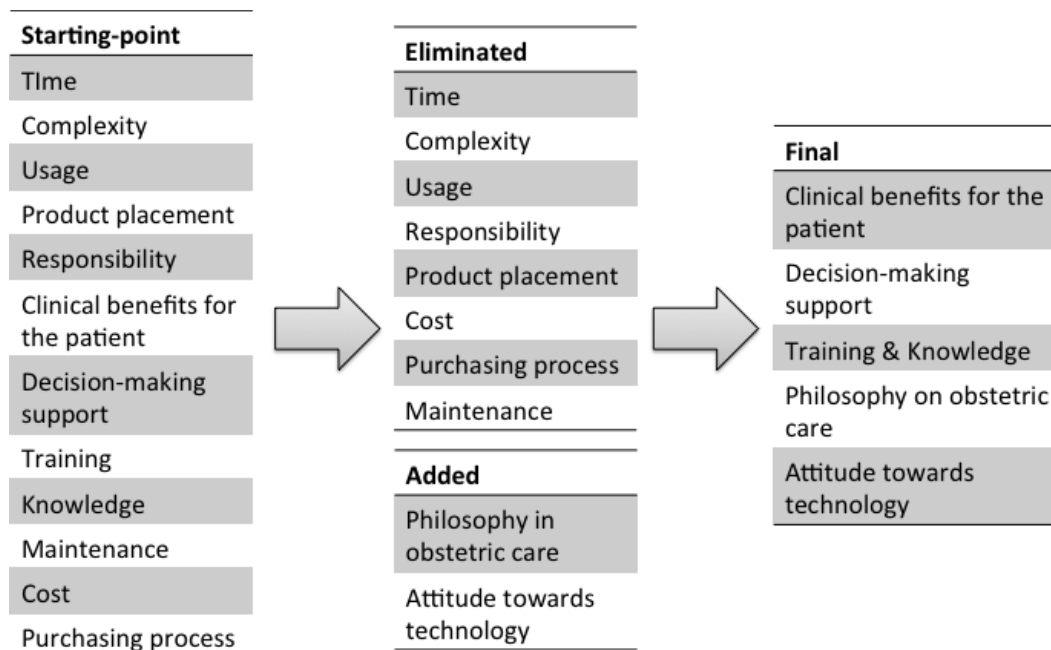 Starting-point
TIme
Complexity
Usage
Product placement
Responsibility
Clinical benefits for
the patient
Decision-making
support
Training
Knowledge
Maintenance
Cost
Purchasing process
Eliminated
Time
Complexity
Usage
Responsibility
Product placement
Cost
Purchasing process
Maintenance
Added
Philosophy in
obstetric care
Attitude towards
technology
Final
Clinical benefits for the
patient
Decision-making
support
Training & Knowledge
Philosophy on obstetric
care
Attitude towards
technology